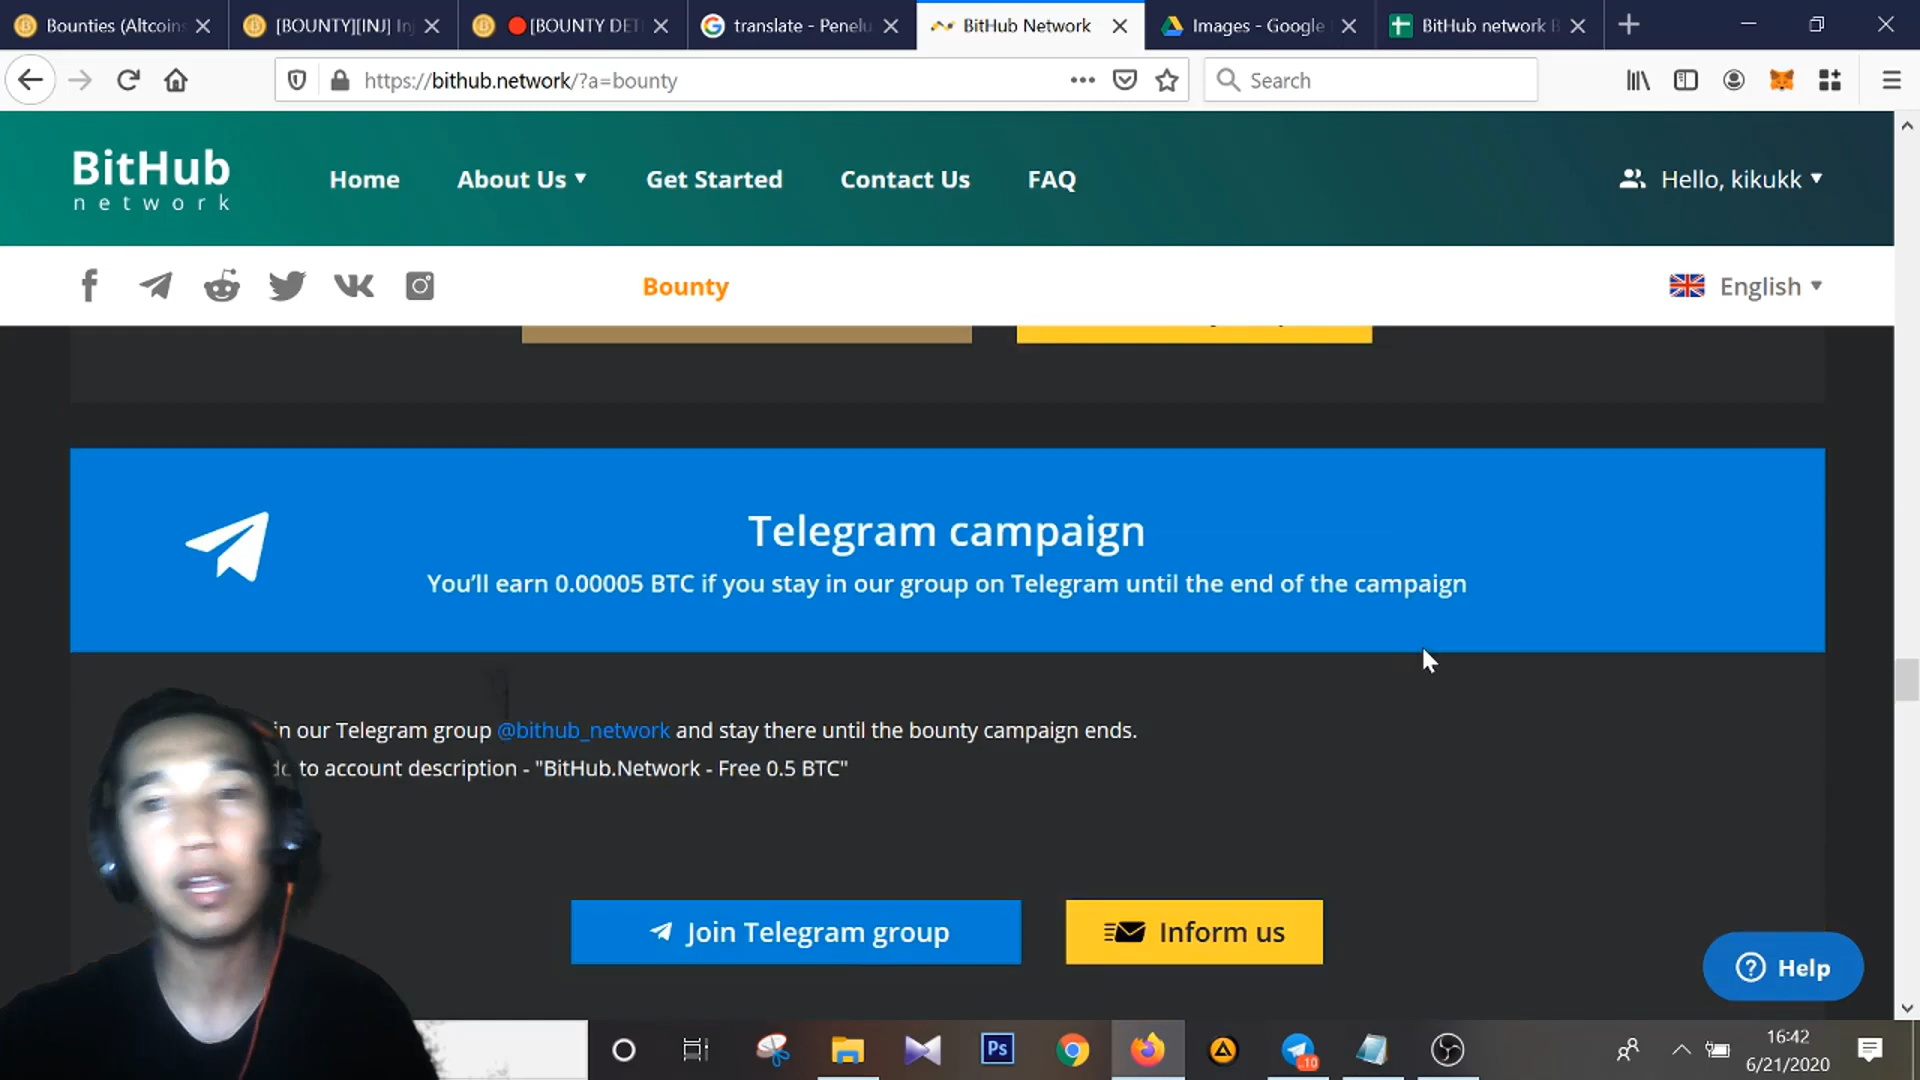 Bounties (Altcoins
[BOUNTY][INJ] Inj
[BOUNTY DET
translate - Penelu
BitHub Network
Images - Google
BitHub network B
https://bithub.network/?a=bounty
Search
BitHub
network
Home
About Us
Get Started
Contact Us
FAQ
Hello, kikukk
Bounty
English
Telegram campaign
You'll earn 0.00005 BTC if you stay in our group on Telegram until the end of the campaign
in our Telegram group @bithub_network and stay there until the bounty campaign ends.
to account description - "BitHub.Network - Free 0.5 BTC"
Join Telegram group
Inform us
Help
Ps
16:42
6/21/2020